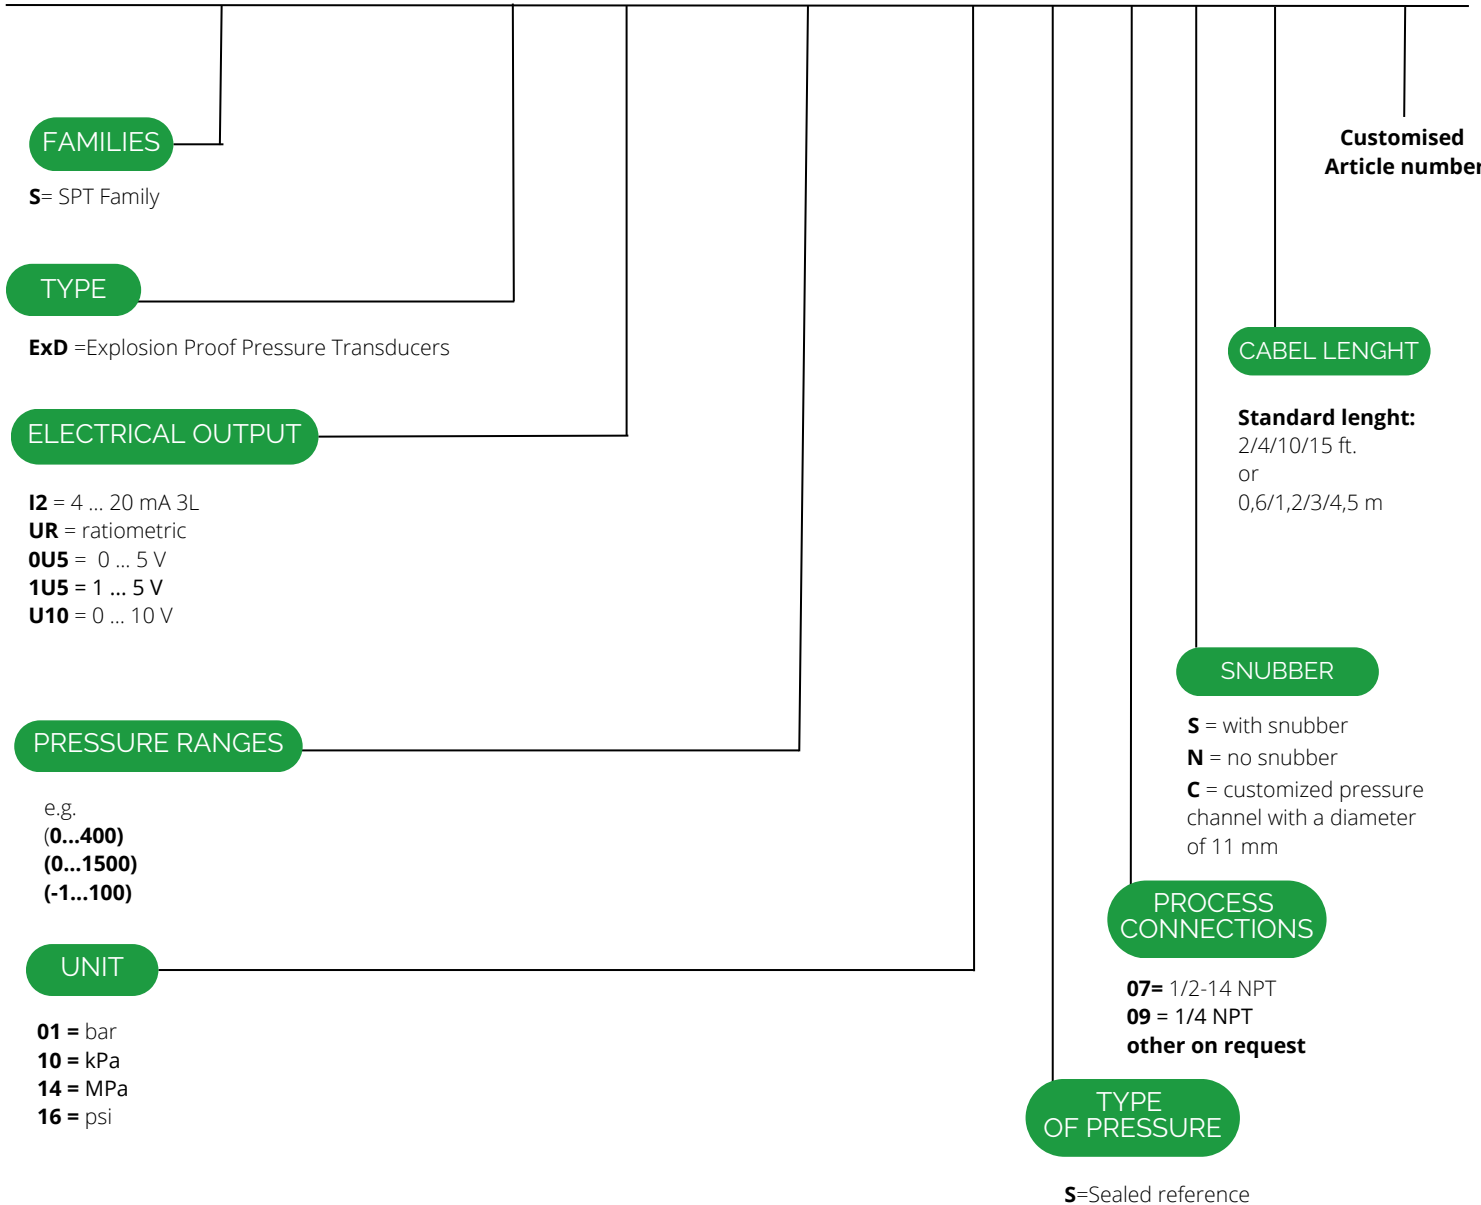 FAMILIES
S= SPT Family
TYPE
ExD =Explosion Proof Pressure Transducers
ELECTRICAL OUTPUT
I2 = 4 ... 20 mA 3L
UR = ratiometric
0U5 = 0 ... 5 V
1U5 = 1 ... 5 V
U10 = 0 ... 10 V
PRESSURE RANGES
e.g.
(0...400)
(0...1500)
(-1...100)
UNIT
01 = bar
10 = kPa
14 = MPa
16 = psi
Customised
Article number
CABEL LENGHT
Standard lenght:
2/4/10/15 ft.
or
0,6/1,2/3/4,5 m
SNUBBER
S = with snubber
N = no snubber
C = customized pressure
channel with a diameter
of 11 mm
PROCESS
CONNECTIONS
07= 1/2-14 NPT
09 = 1/4 NPT
other on request
TYPE
OF PRESSURE
S=Sealed reference